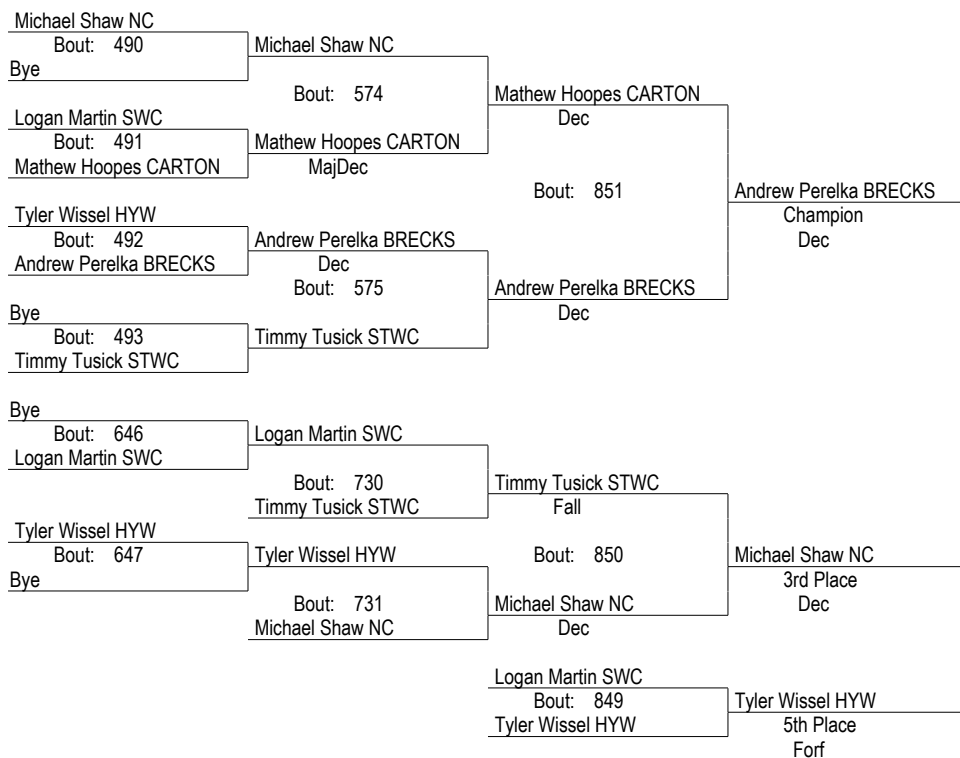 Michael Shaw NC
Bout: 490
Michael Shaw NC
Bye
Bout: 574
Mathew Hoopes CARTON
Logan Martin SWC
Dec
Bout: 491
Mathew Hoopes CARTON
Mathew Hoopes CARTON
MajDec
Bout: 851
Andrew Perelka BRECKS
Tyler Wissel HYW
Champion
Bout: 492
Andrew Perelka BRECKS
Dec
Andrew Perelka BRECKS
Dec
Bout: 575
Andrew Perelka BRECKS
Bye
Dec
Bout: 493
Timmy Tusick STWC
Timmy Tusick STWC
Bye
Bout: 646
Logan Martin SWC
Logan Martin SWC
Bout: 730
Timmy Tusick STWC
Timmy Tusick STWC
Fall
Tyler Wissel HYW
Bout: 647
Tyler Wissel HYW
Bout: 850
Michael Shaw NC
Bye
3rd Place
Bout: 731
Michael Shaw NC
Dec
Michael Shaw NC
Dec
Logan Martin SWC
Bout: 849
Tyler Wissel HYW
Tyler Wissel HYW
5th Place
Forf